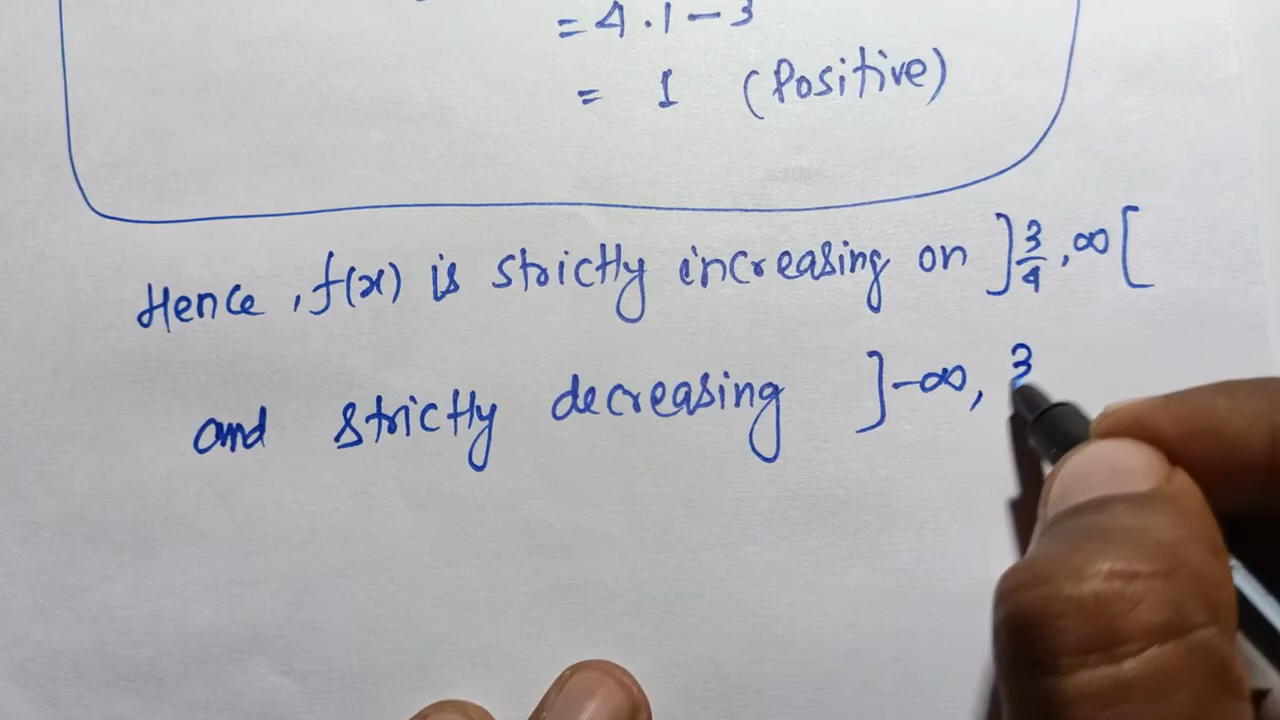 = 4.1-3
= 1 (Positive)
Hence, f(x) is strictly increasing on ]3/4, ∞[
and strictly decreasing ]-∞, 3